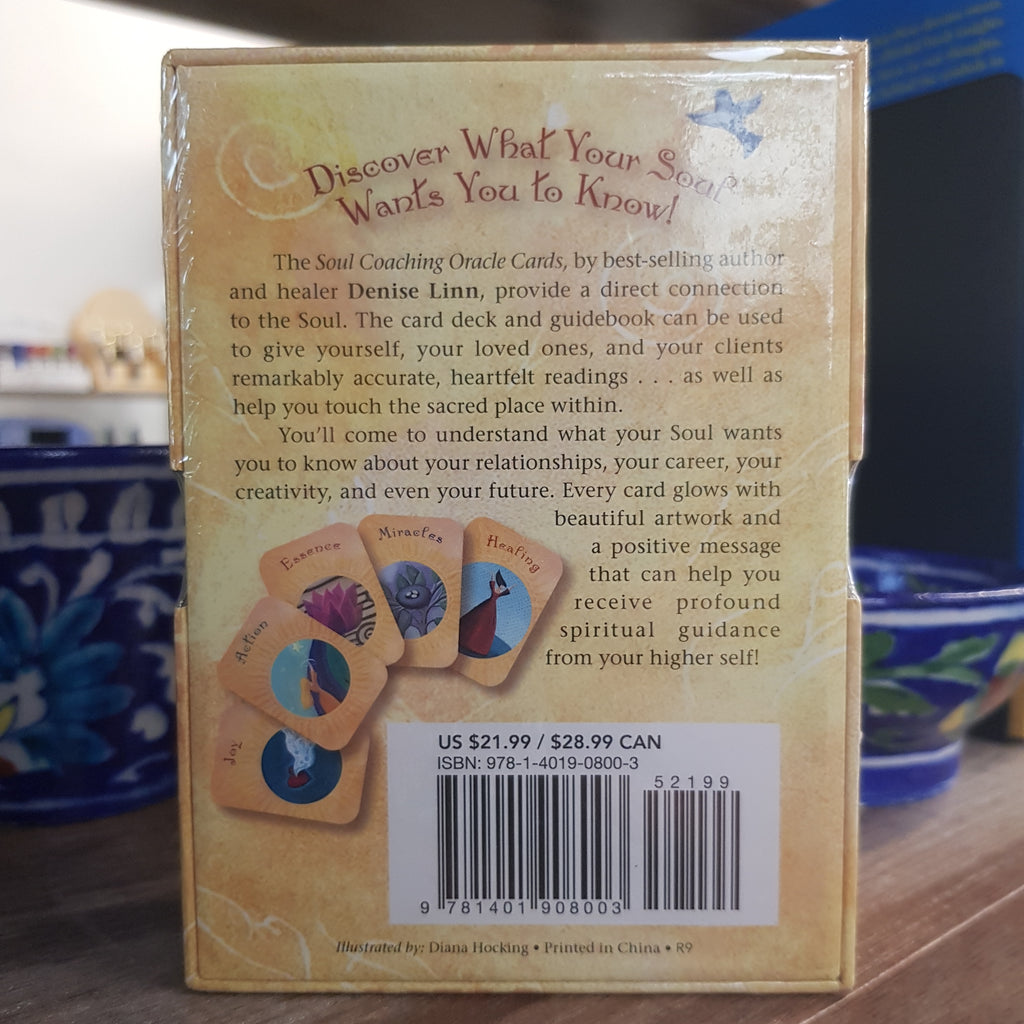 Discover What Your Soul
Wants You to Know!
The Soul Coaching Oracle Cards, by best-selling author
and healer Denise Linn, provide a direct connection
to the Soul. The card deck and guidebook can be used
to give yourself, your loved ones, and your clients
remarkably accurate, heartfelt readings . . . as well as
help you touch the sacred place within.
You'll come to understand what your Soul wants
you to know about your relationships, your career, your
creativity, and even your future. Every card glows with
beautiful artwork and
a positive message
that can help you
receive profound
spiritual guidance
from your higher self!
Essence
Miracles
Healing
Action
Joy
US $21.99 / $28.99 CAN
ISBN: 978-1-4019-0800-3
52199
9 781401 908003
Illustrated by: Diana Hocking • Printed in China • R9